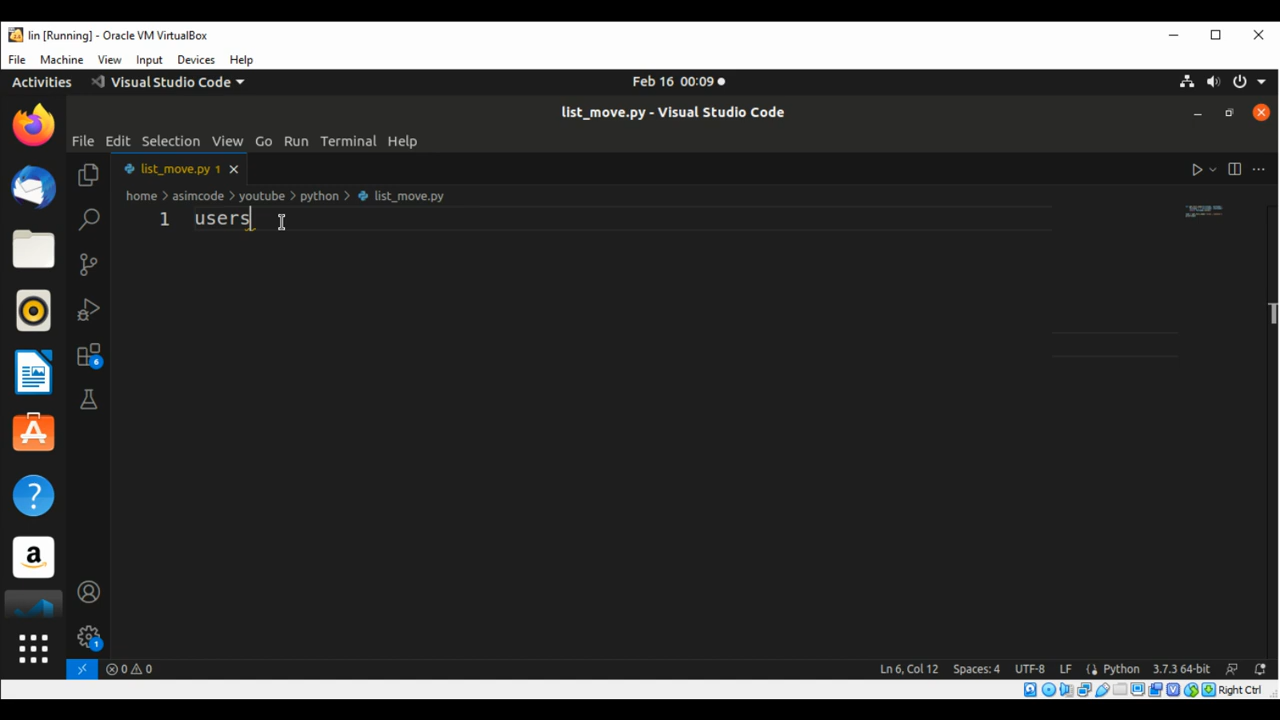 lin [Running] - Oracle VM VirtualBox
File Machine View Input Devices Help
Activities Visual Studio Code Feb 16 00:09
list_move.py - Visual Studio Code
File Edit Selection View Go Run Terminal Help
list_move.py 1
home > asimcode > youtube > python > list_move.py
1 users
6
1
0 0 Ln 6, Col 12 Spaces: 4 UTF-8 LF Python 3.7.3 64-bit
Right Ctrl